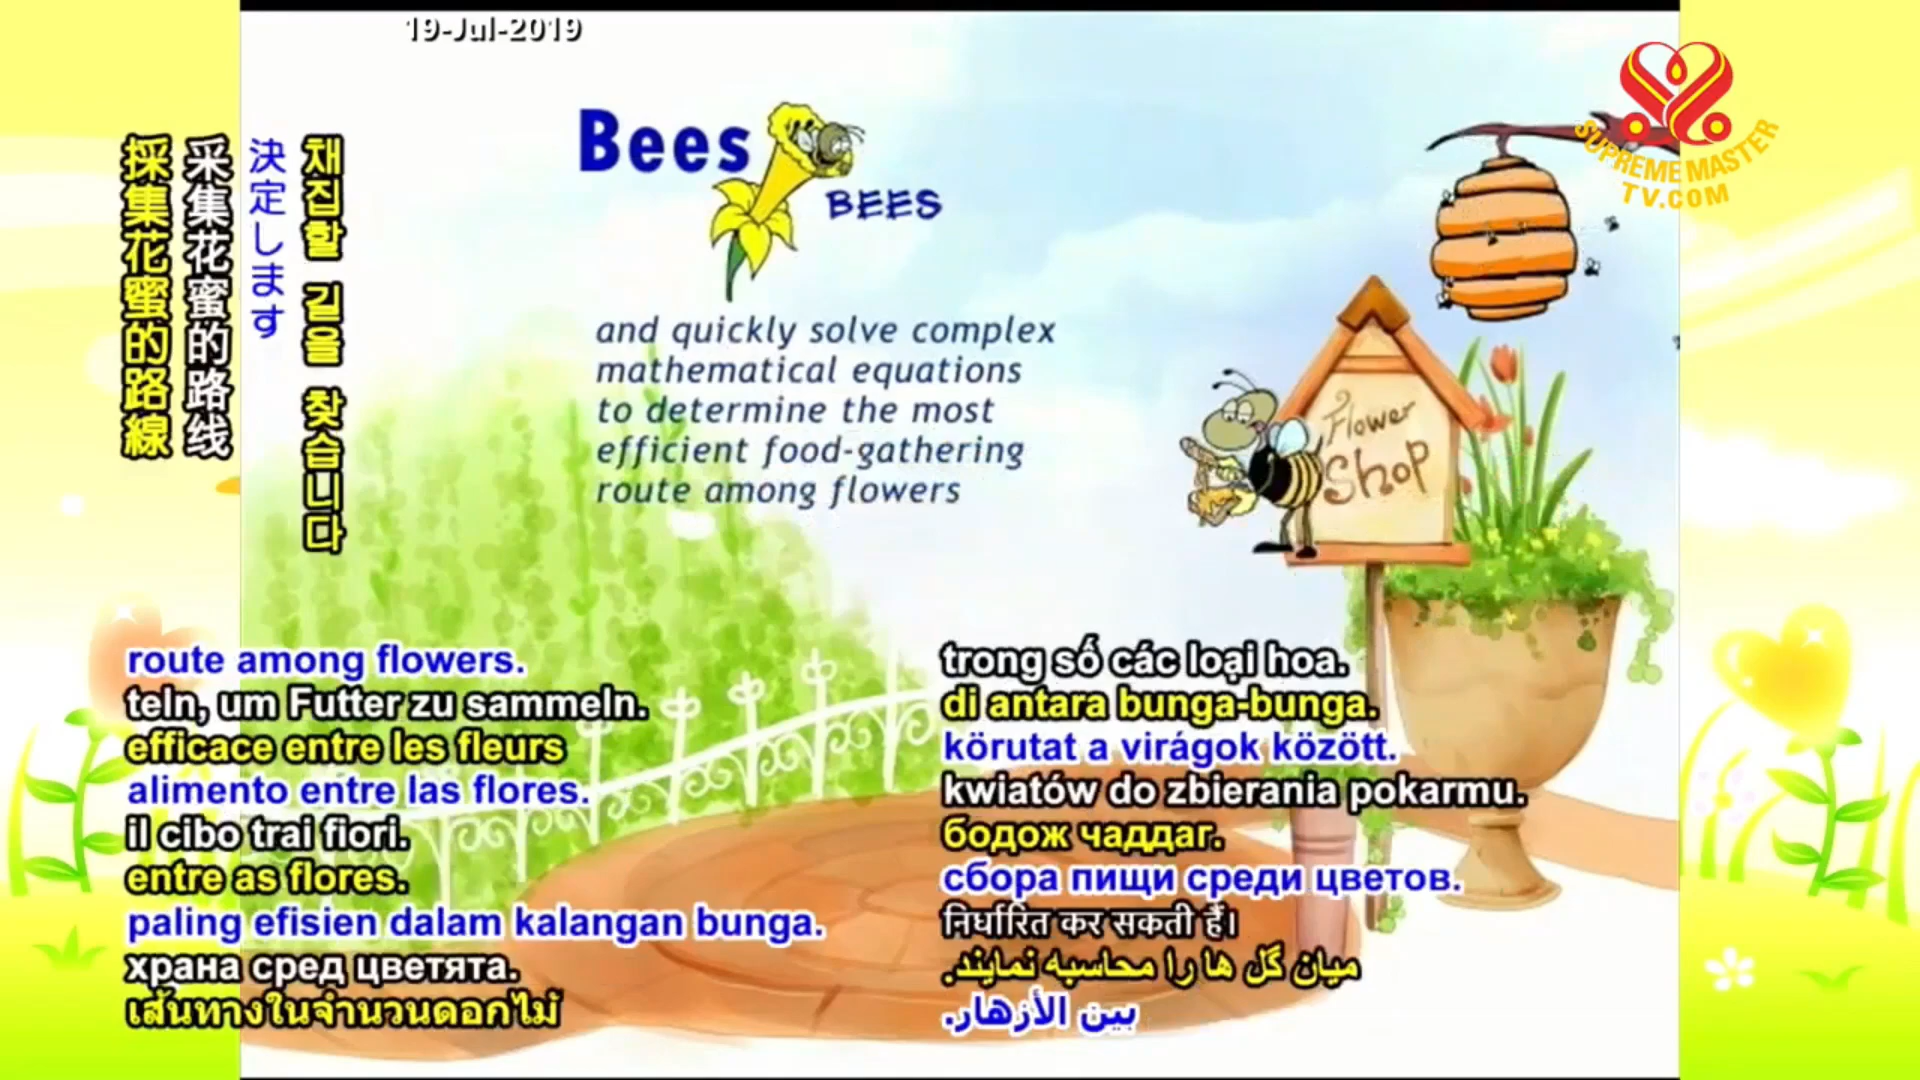 19-Jul-2019
SUPREME MASTER
TV.COM
Bees
BEES
and quickly solve complex
mathematical equations
to determine the most
efficient food-gathering
route among flowers
Flower
Shop
採集花蜜的路線
采集花蜜的路线
決定します
채집할 길을 찾습니다
route among flowers.
teln, um Futter zu sammeln.
efficace entre les fleurs
alimento entre las flores.
il cibo trai fiori.
entre as flores.
paling efisien dalam kalangan bunga.
храна сред цветята.
เส้นทางในจำนวนดอกไม้
trong số các loại hoa.
di antara bunga-bunga.
körutat a virágok között.
kwiatów do zbierania pokarmu.
бодож чаддаг.
сбора пищи среди цветов.
निर्धारित कर सकती हैं।
میان گل ها را محاسبه نمایند.
بين الأزهار.